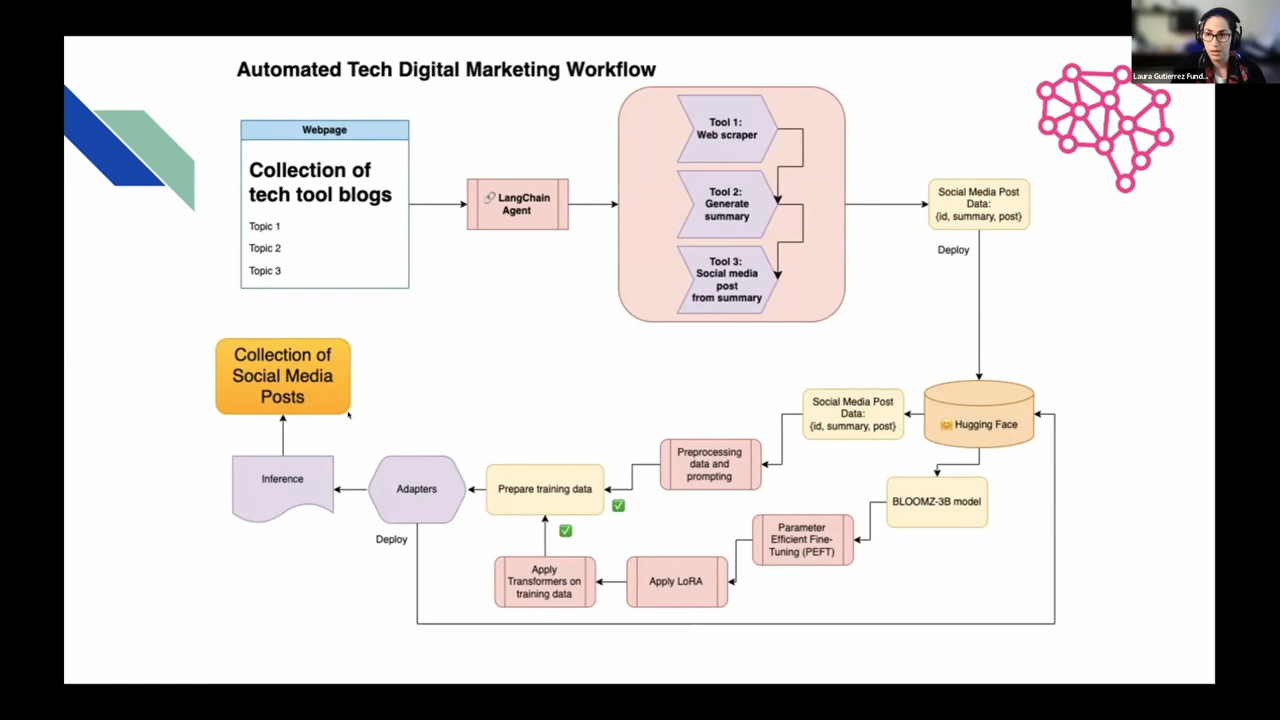 Laura Gutierrez Fund...
Automated Tech Digital Marketing Workflow
Webpage
Collection of
tech tool blogs
Topic 1
Topic 2
Topic 3
LangChain
Agent
Tool 1:
Web scraper
Tool 2:
Generate
summary
Tool 3:
Social media
post
from summary
Social Media Post
Data:
{id, summary, post}
Deploy
Hugging Face
Social Media Post
Data:
{id, summary, post}
Preprocessing
data and
prompting
BLOOMZ-3B model
Parameter
Efficient Fine-
Tuning (PEFT)
Apply LoRA
Apply
Transformers on
training data
Prepare training data
Adapters
Deploy
Inference
Collection of
Social Media
Posts